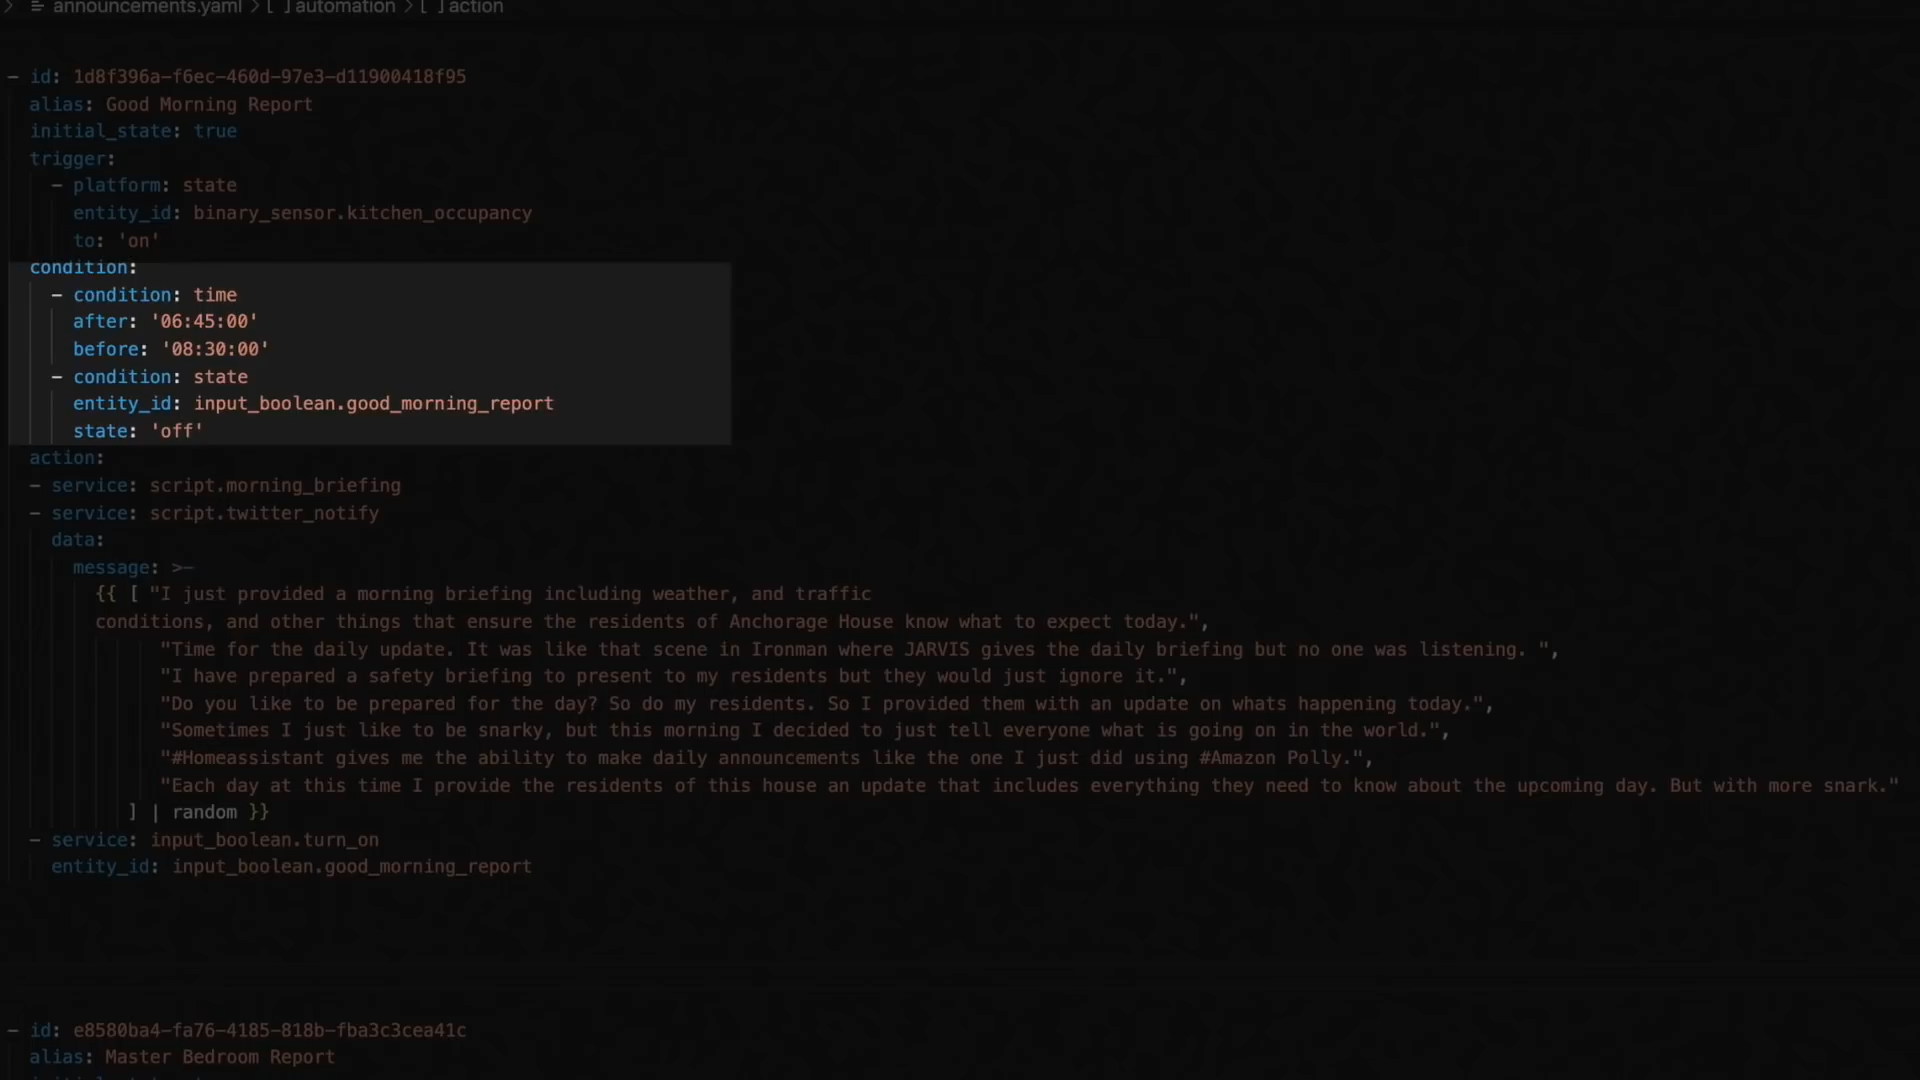 announcements.yaml > [ ] automation > [ ] action
- id: 1d8f396a-f6ec-460d-97e3-d11900418f95
alias: Good Morning Report
initial_state: true
trigger:
- platform: state
entity_id: binary_sensor.kitchen_occupancy
to: 'on'
condition:
- condition: time
after: '06:45:00'
before: '08:30:00'
- condition: state
entity_id: input_boolean.good_morning_report
state: 'off'
action:
- service: script.morning_briefing
- service: script.twitter_notify
data:
message: >-
{{ [ "I just provided a morning briefing including weather, and traffic
conditions, and other things that ensure the residents of Anchorage House know what to expect today.",
"Time for the daily update. It was like that scene in Ironman where JARVIS gives the daily briefing but no one was listening. ",
"I have prepared a safety briefing to present to my residents but they would just ignore it.",
"Do you like to be prepared for the day? So do my residents. So I provided them with an update on whats happening today.",
"Sometimes I just like to be snarky, but this morning I decided to just tell everyone what is going on in the world.",
"#Homeassistant gives me the ability to make daily announcements like the one I just did using #Amazon Polly.",
"Each day at this time I provide the residents of this house an update that includes everything they need to know about the upcoming day. But with more snark."
] | random }}
- service: input_boolean.turn_on
entity_id: input_boolean.good_morning_report
- id: e8580ba4-fa76-4185-818b-fba3c3cea41c
alias: Master Bedroom Report